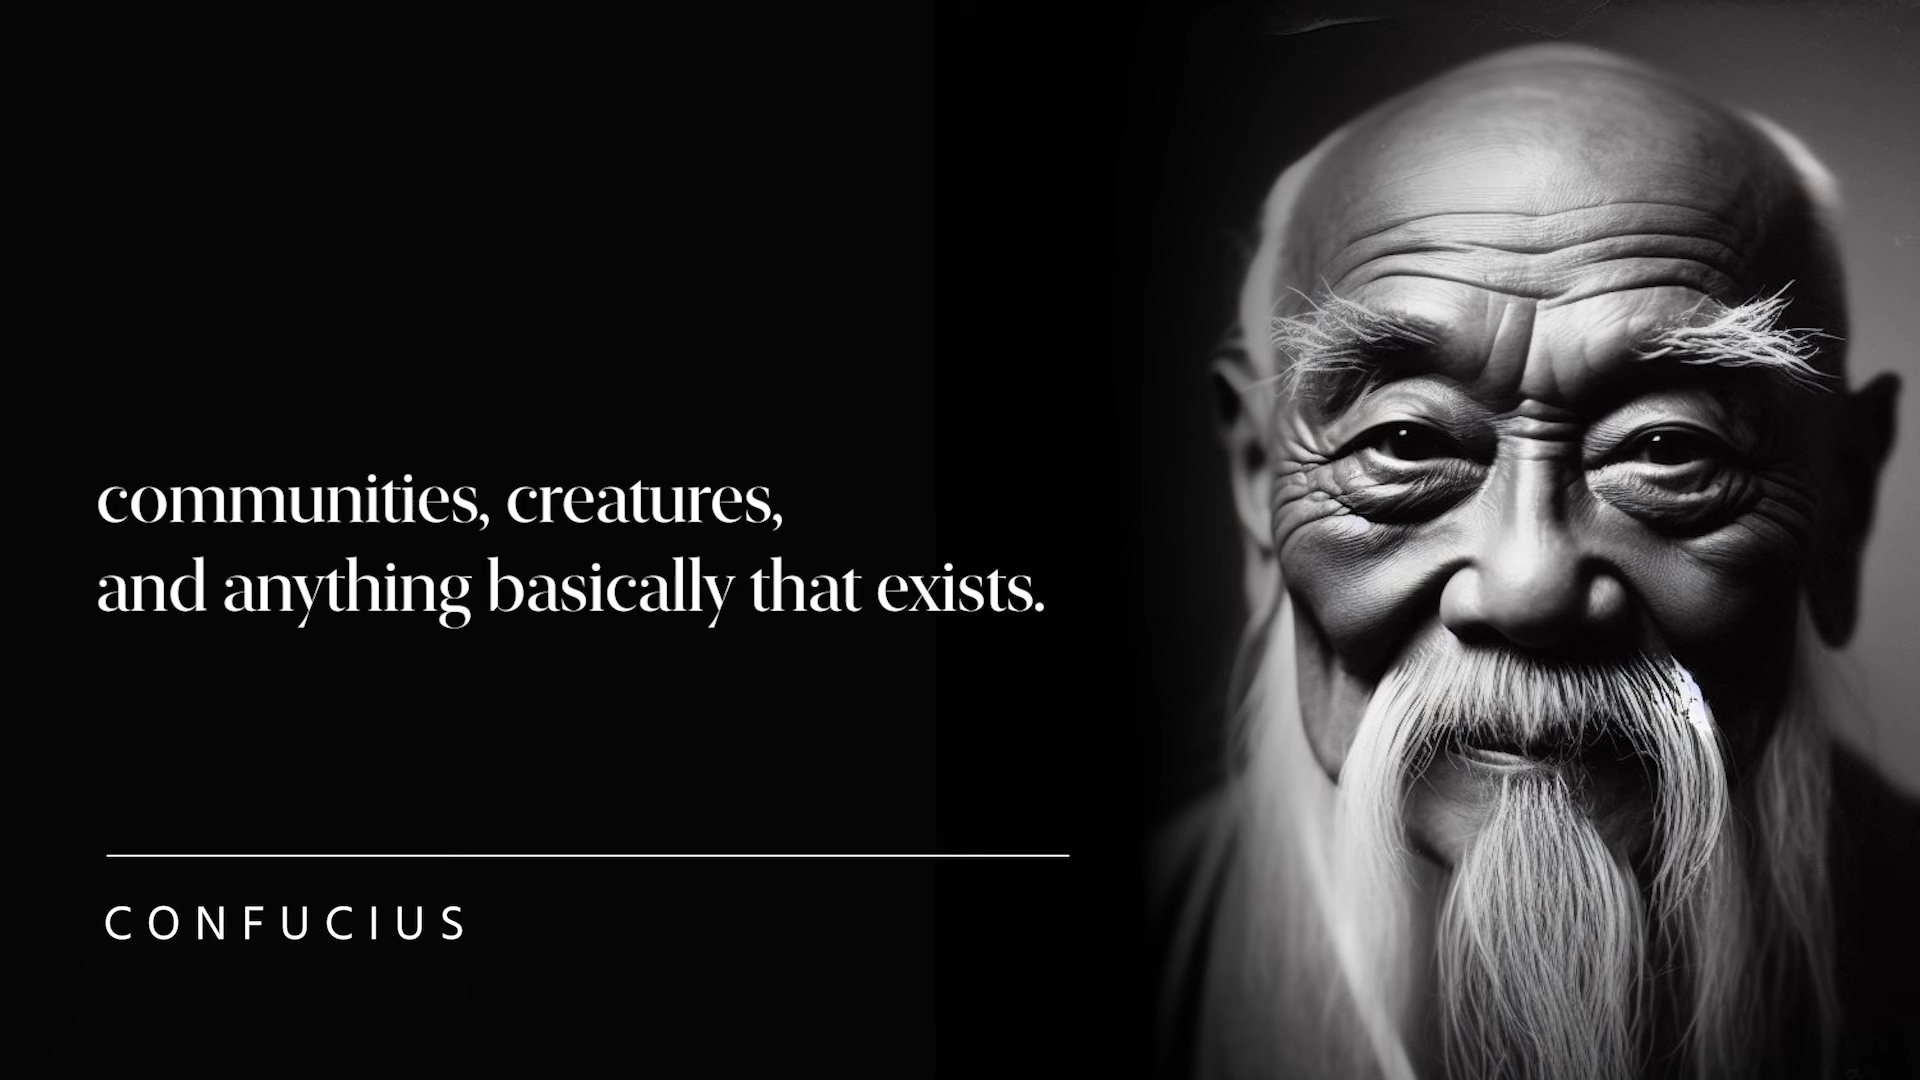 communities, creatures,
and anything basically that exists.
CONFUCIUS